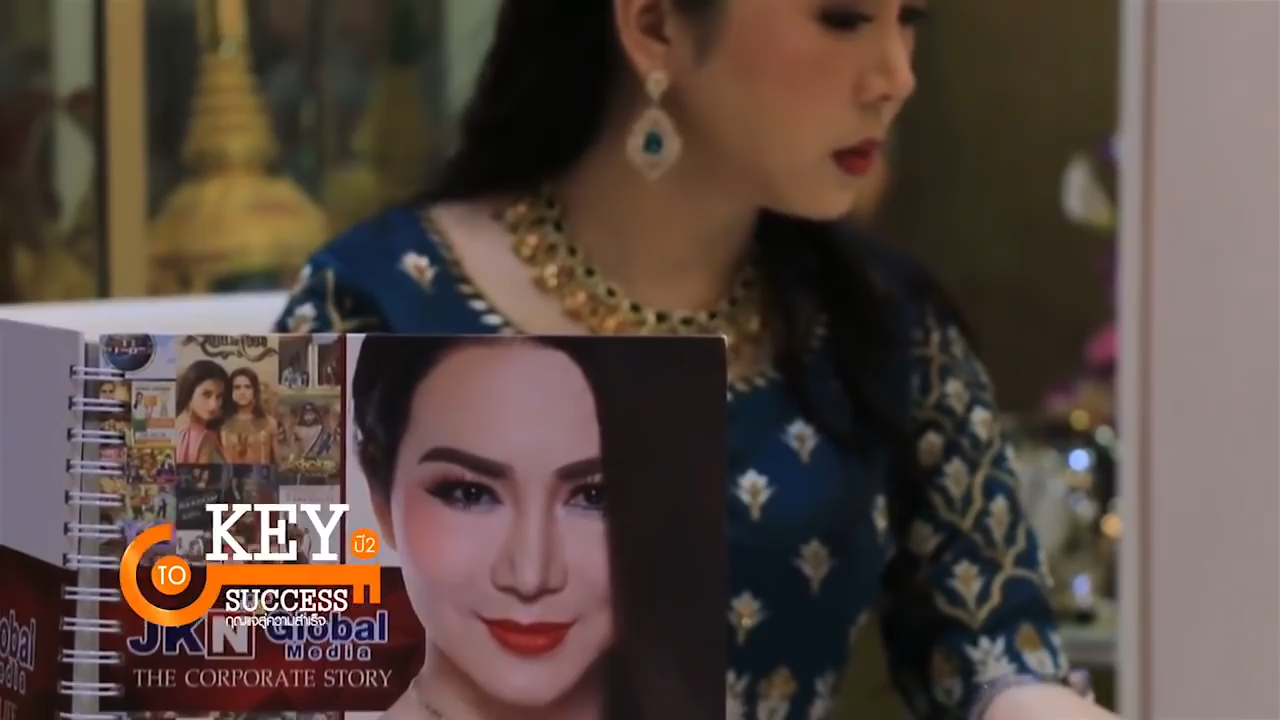 KEY
ปี2
TO
SUCCESS
กุญแจสู่ความสำเร็จ
JKN Global
Media
THE CORPORATE STORY
obal